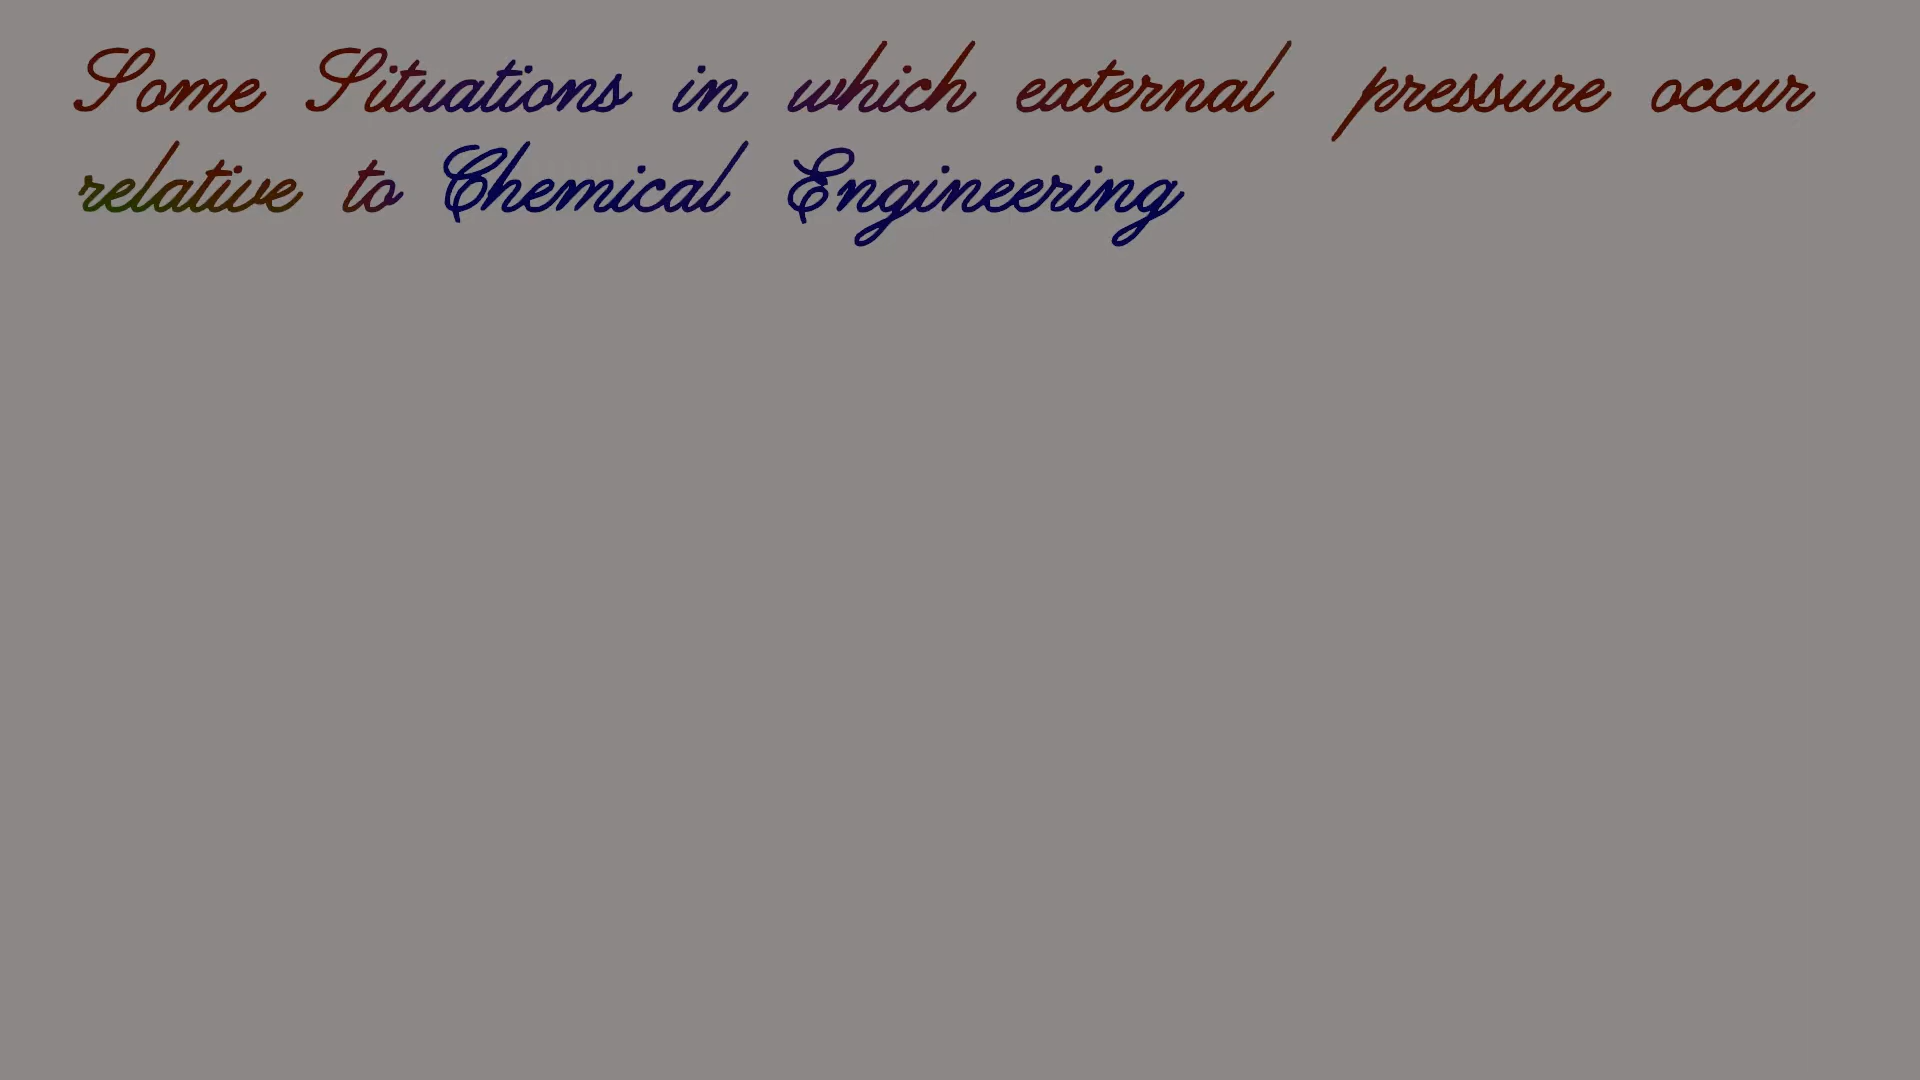 Some Situations in which external pressure occur
relative to Chemical Engineering